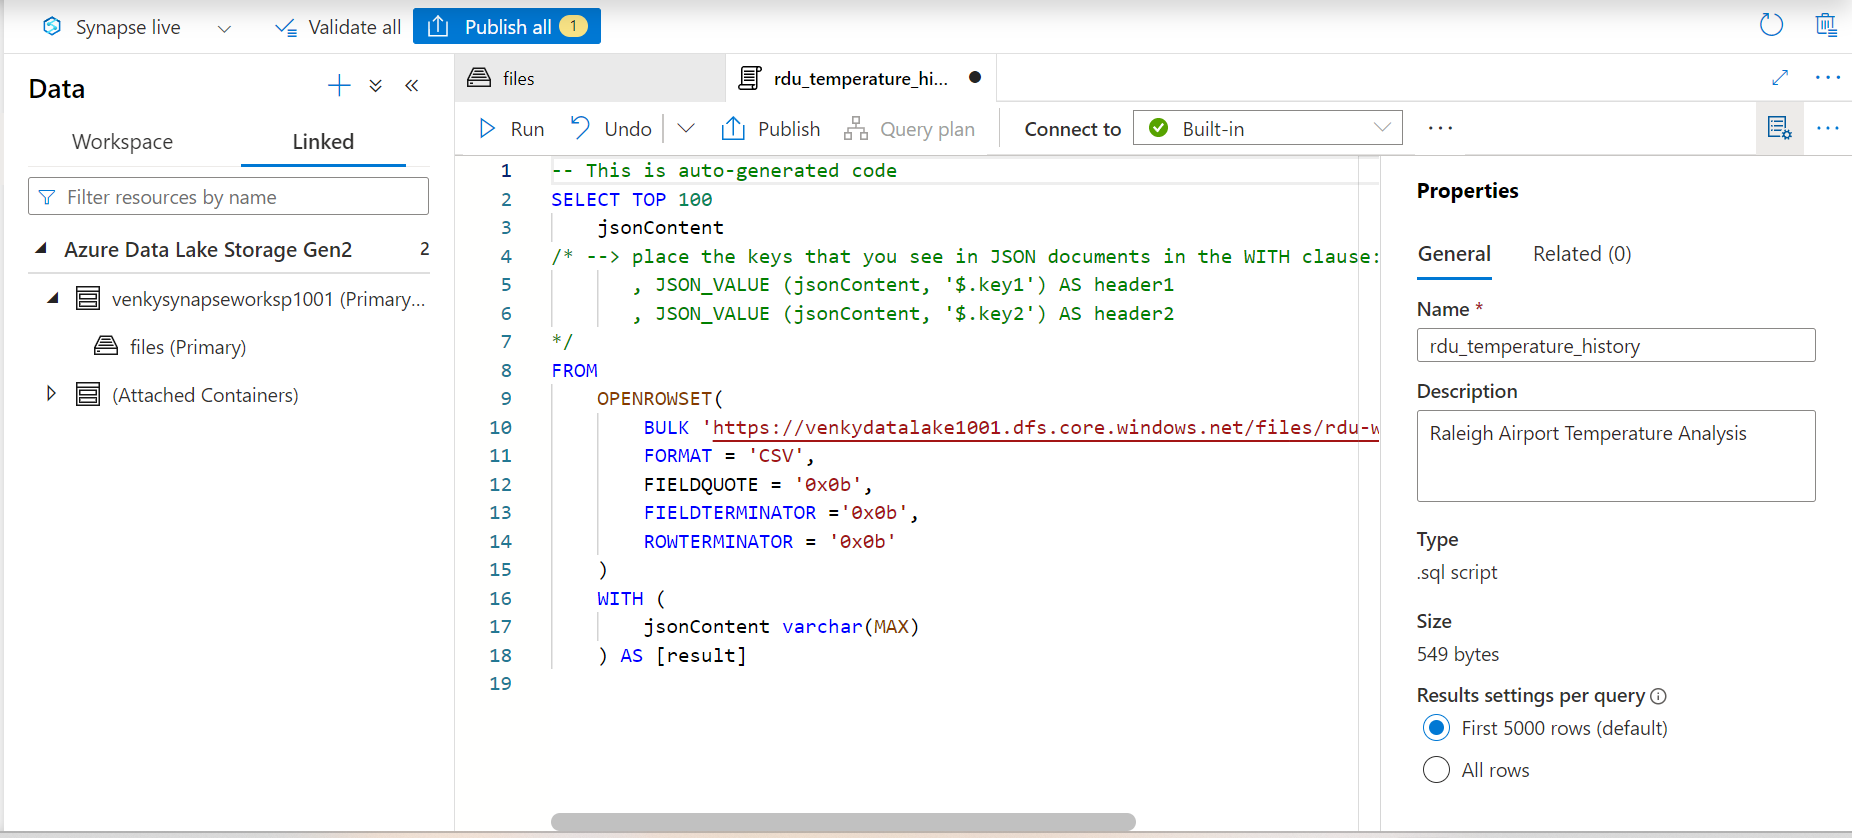 Synapse live
Validate all
Publish all 1
Data
Workspace
Linked
Filter resources by name
Azure Data Lake Storage Gen2 2
venkysynapseworksp1001 (Primary...
files (Primary)
(Attached Containers)
files
rdu_temperature_hi...
Run
Undo
Publish
Query plan
Connect to
Built-in
1 -- This is auto-generated code
2 SELECT TOP 100
3 jsonContent
4 /* --> place the keys that you see in JSON documents in the WITH clause:
5 , JSON_VALUE (jsonContent, '$.key1') AS header1
6 , JSON_VALUE (jsonContent, '$.key2') AS header2
7 */
8 FROM
9 OPENROWSET(
10 BULK 'https://venkydatalake1001.dfs.core.windows.net/files/rdu-w
11 FORMAT = 'CSV',
12 FIELDQUOTE = '0x0b',
13 FIELDTERMINATOR ='0x0b',
14 ROWTERMINATOR = '0x0b'
15 )
16 WITH (
17 jsonContent varchar(MAX)
18 ) AS [result]
19
Properties
General
Related (0)
Name *
rdu_temperature_history
Description
Raleigh Airport Temperature Analysis
Type
.sql script
Size
549 bytes
Results settings per query
First 5000 rows (default)
All rows